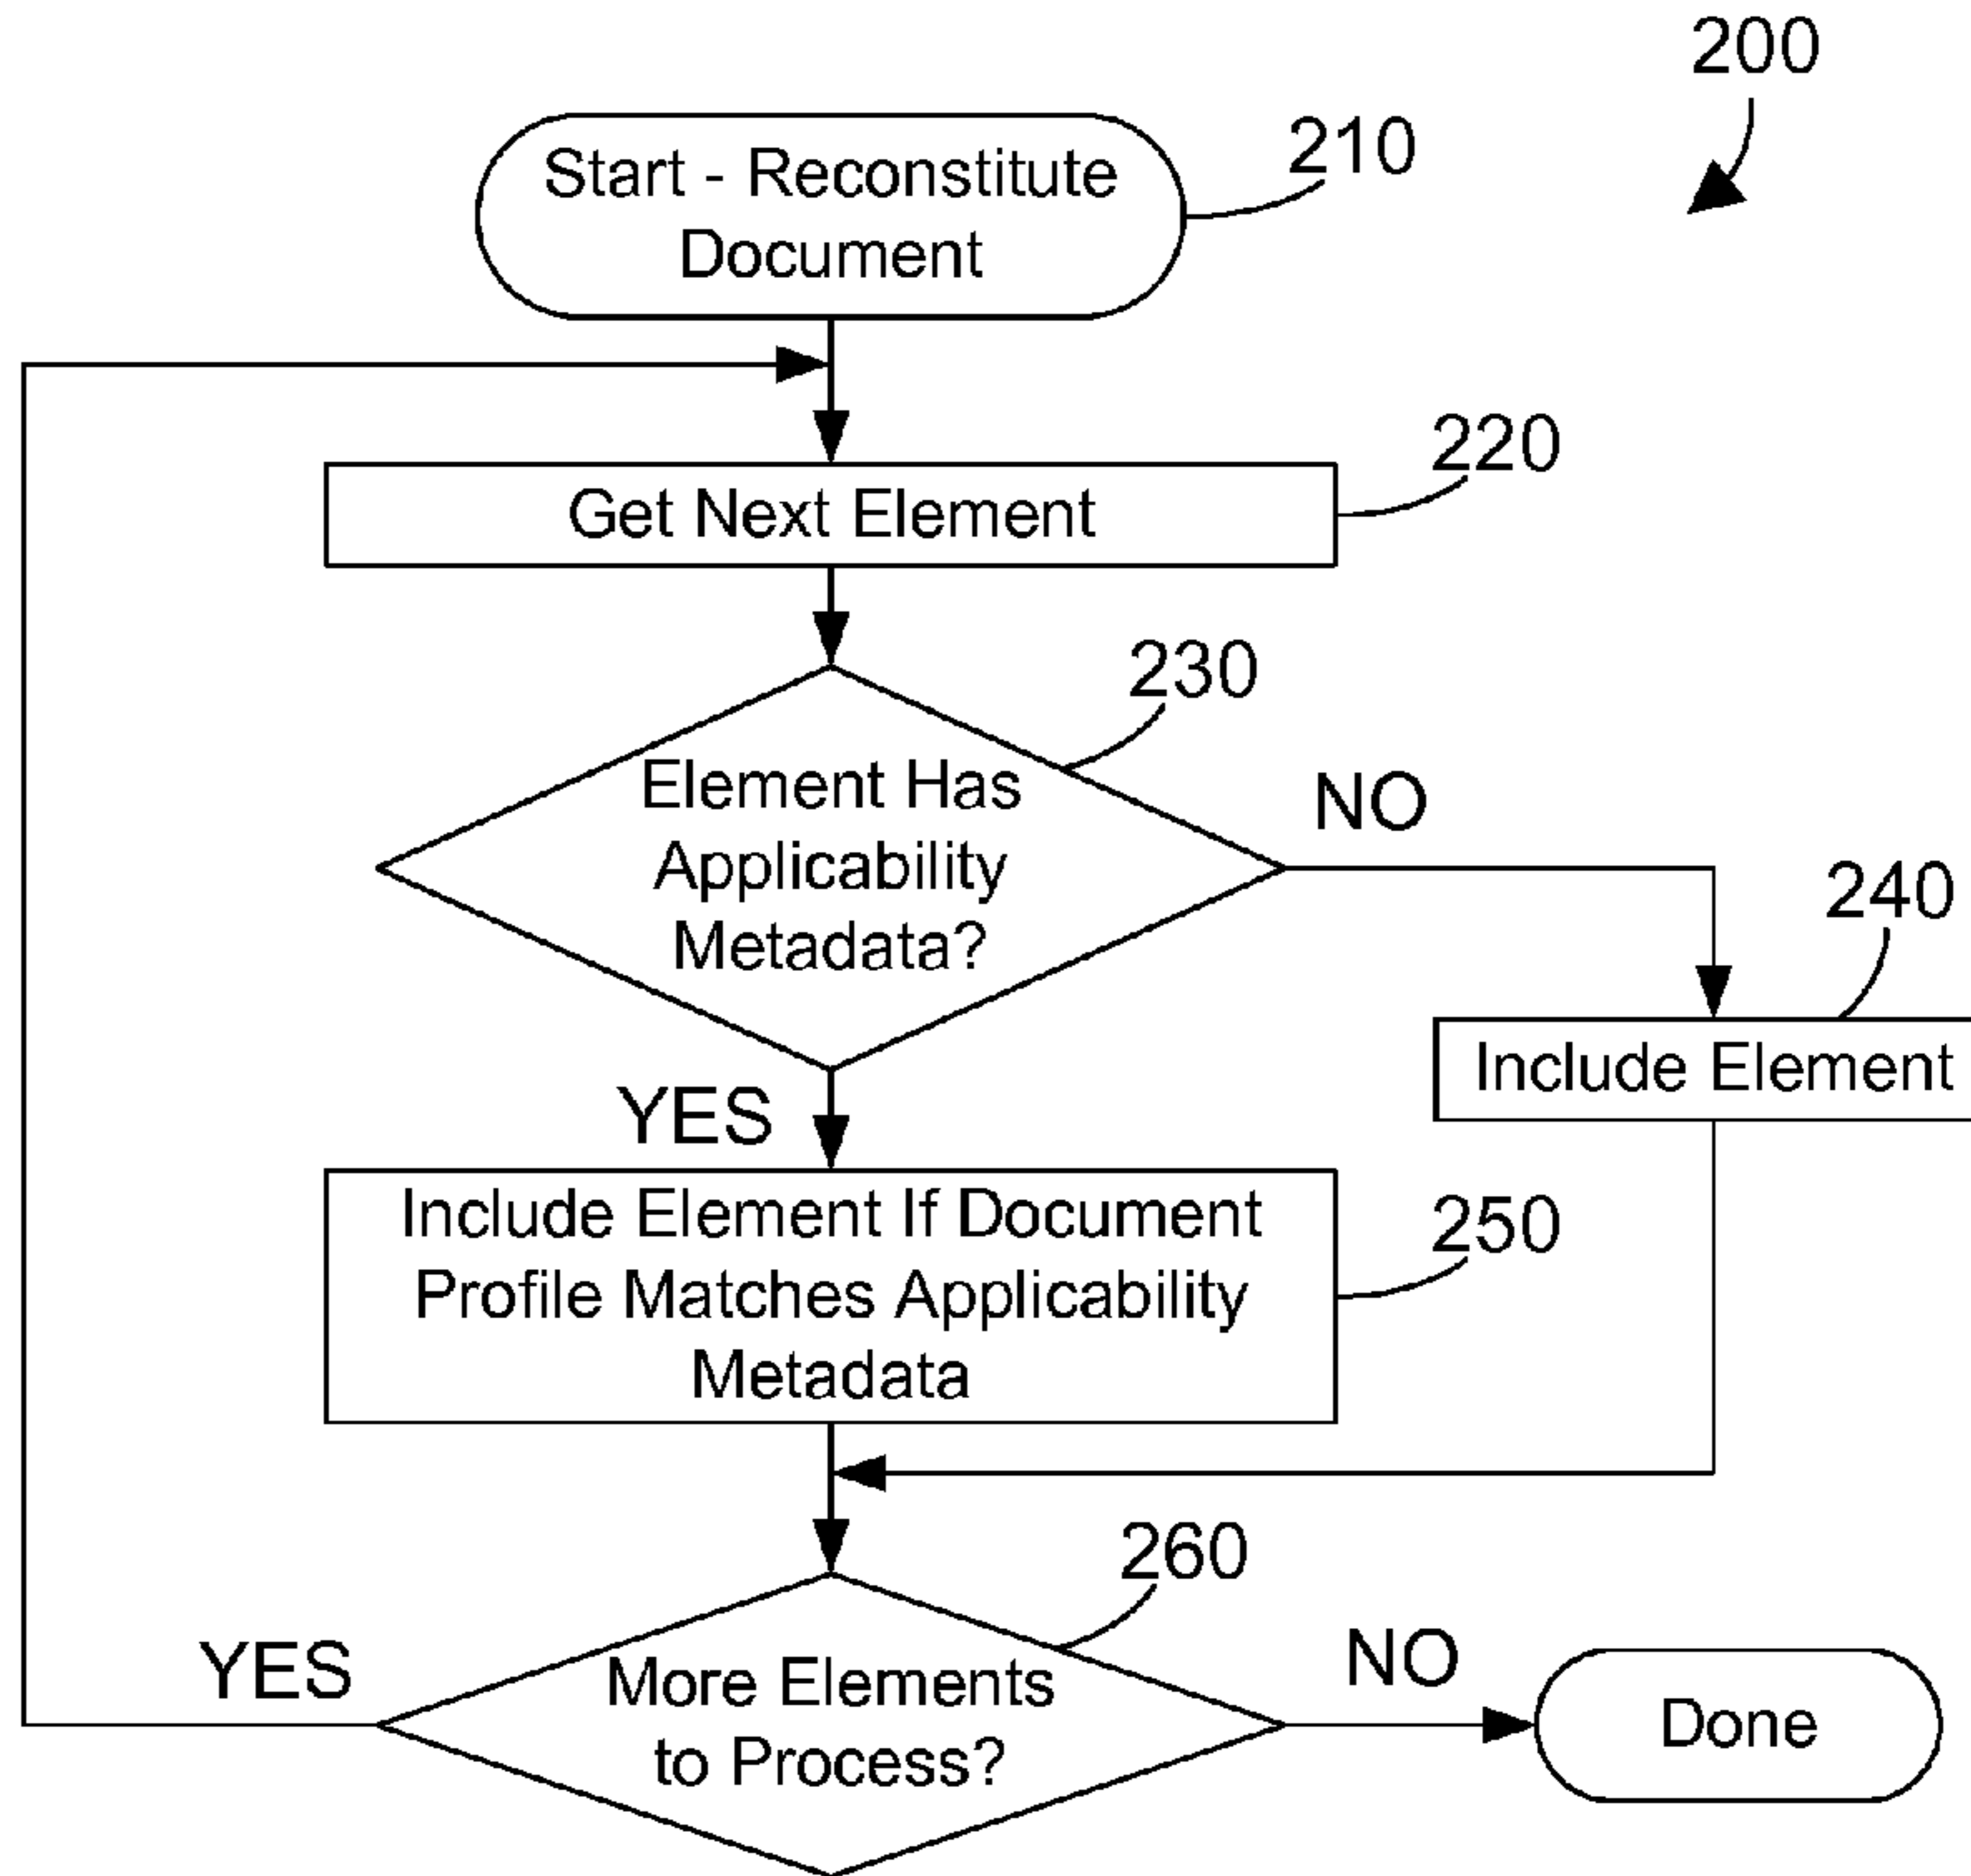 200
Start - Reconstitute
Document
210
Get Next Element
220
230
Element Has
Applicability
Metadata?
NO
240
Include Element
YES
Include Element If Document
Profile Matches Applicability
Metadata
250
260
YES
More Elements
to Process?
NO
Done